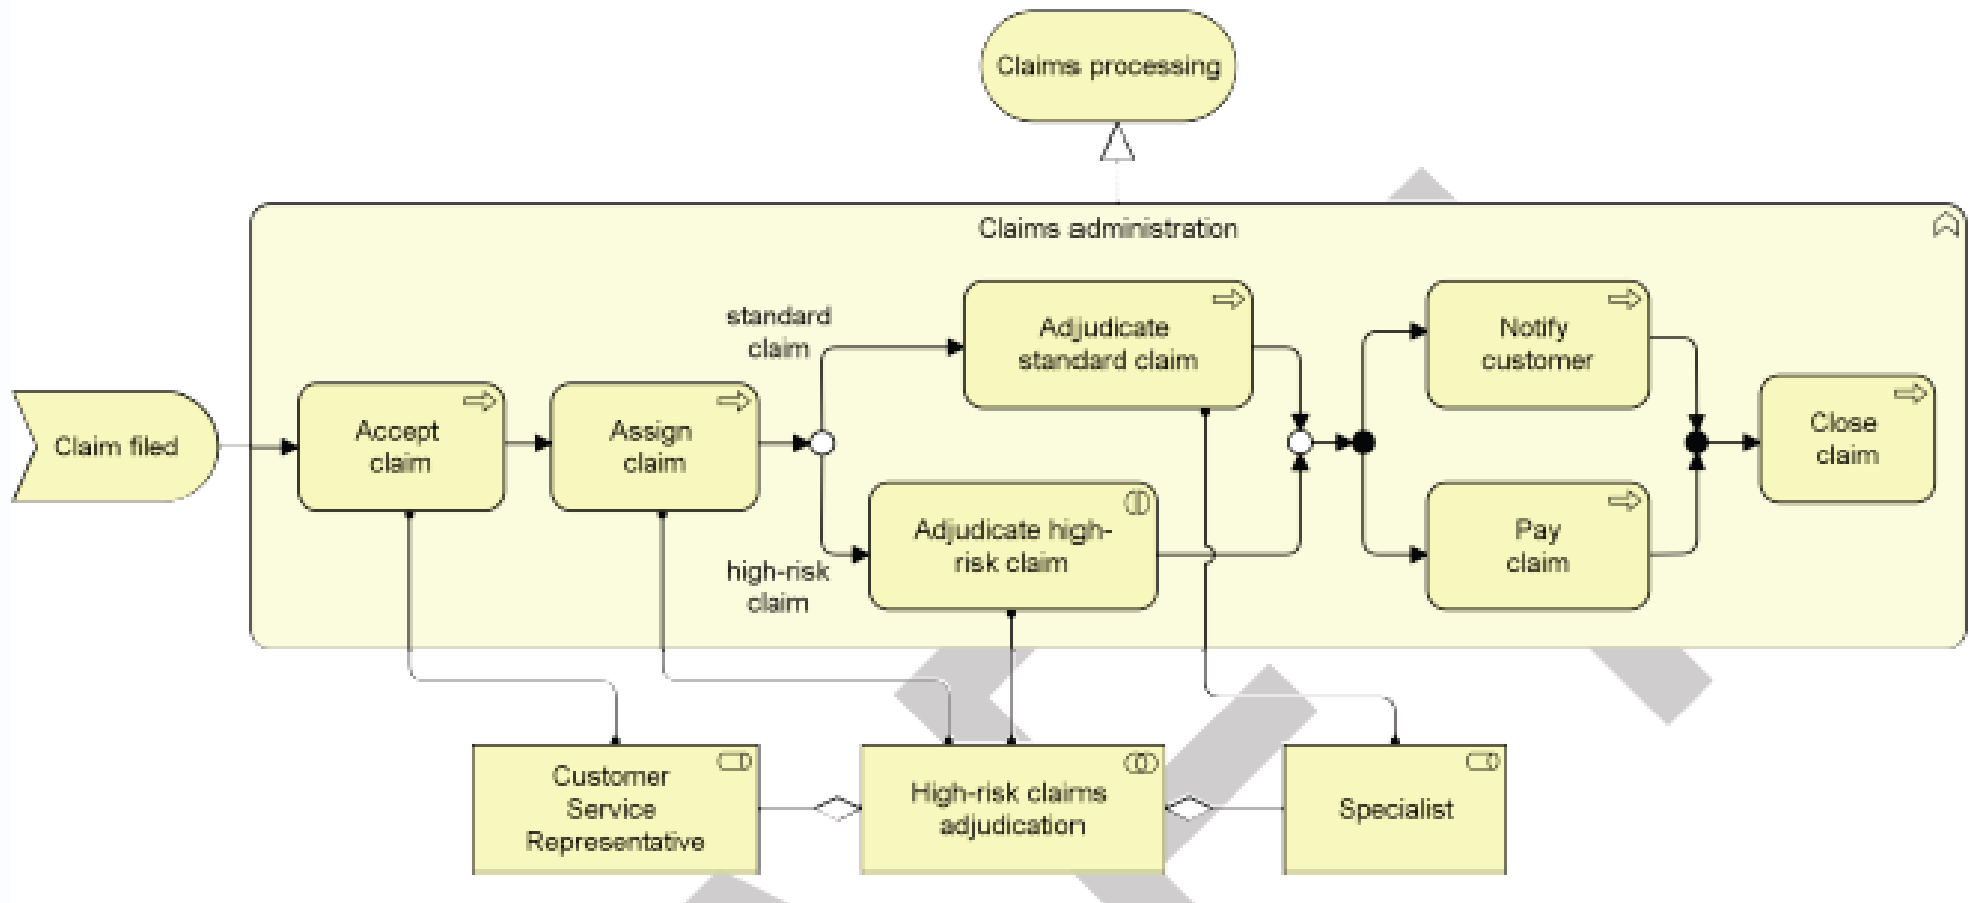 Claims processing
Claims administration
standard
claim
Adjudicate
standard claim
Notify
customer
Claim filed
Accept
claim
Assign
claim
Close
claim
high-risk
claim
Adjudicate high-
risk claim
Pay
claim
Customer
Service
Representative
High-risk claims
adjudication
Specialist